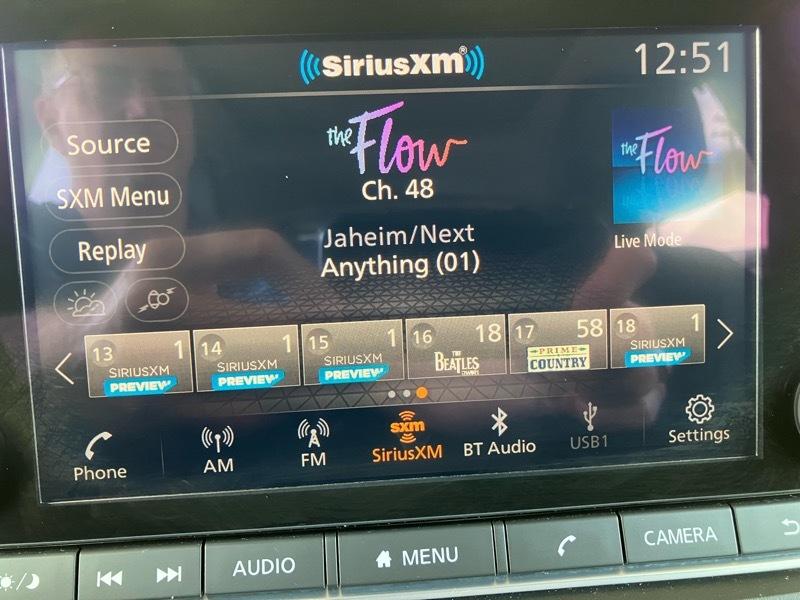 SiriusXM®
12:51
Source
SXM Menu
Replay
the Flow
Ch. 48
Jaheim/Next
Anything (01)
the Flow
Live Mode
13 1 SIRIUSXM PREVIEW
14 1 SIRIUSXM PREVIEW
15 1 SIRIUSXM PREVIEW
16 18 THE BEATLES CHANNEL
17 58 PRIME COUNTRY
18 1 SIRIUSXM PREVIEW
Phone
AM
FM
sxm
SiriusXM
BT Audio
USB1
Settings
AUDIO
MENU
CAMERA